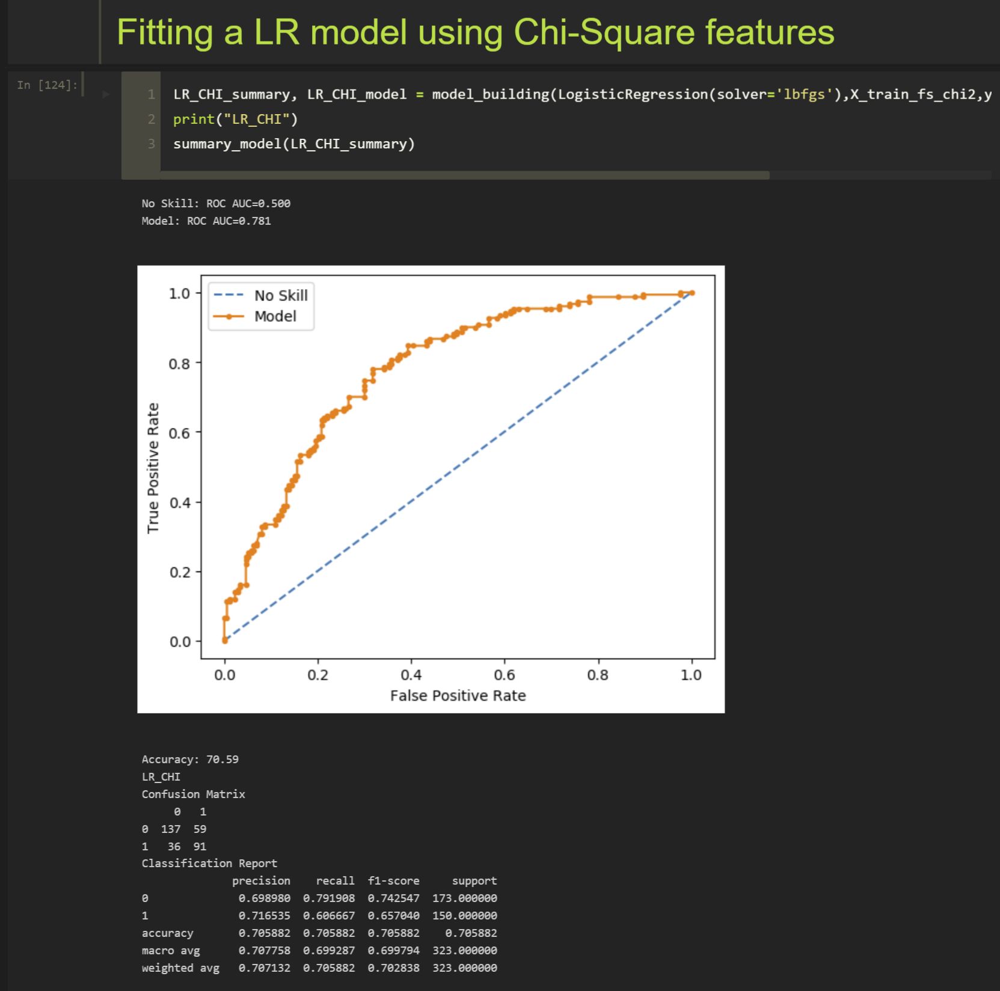 Fitting a LR model using Chi-Square features
In [124]:
1 LR_CHI_summary, LR_CHI_model = model_building(LogisticRegression(solver='lbfgs'),X_train_fs_chi2,y
2 print("LR_CHI")
3 summary_model(LR_CHI_summary)
No Skill: ROC AUC=0.500
Model: ROC AUC=0.781
No Skill
Model
1.0
0.8
0.6
0.4
0.2
0.0
True Positive Rate
0.0 0.2 0.4 0.6 0.8 1.0
False Positive Rate
Accuracy: 70.59
LR_CHI
Confusion Matrix
0 1
0 137 59
1 36 91
Classification Report
precision recall f1-score support
0 0.698980 0.791908 0.742547 173.000000
1 0.716535 0.606667 0.657040 150.000000
accuracy 0.705882 0.705882 0.705882 0.705882
macro avg 0.707758 0.699287 0.699794 323.000000
weighted avg 0.707132 0.705882 0.702838 323.000000